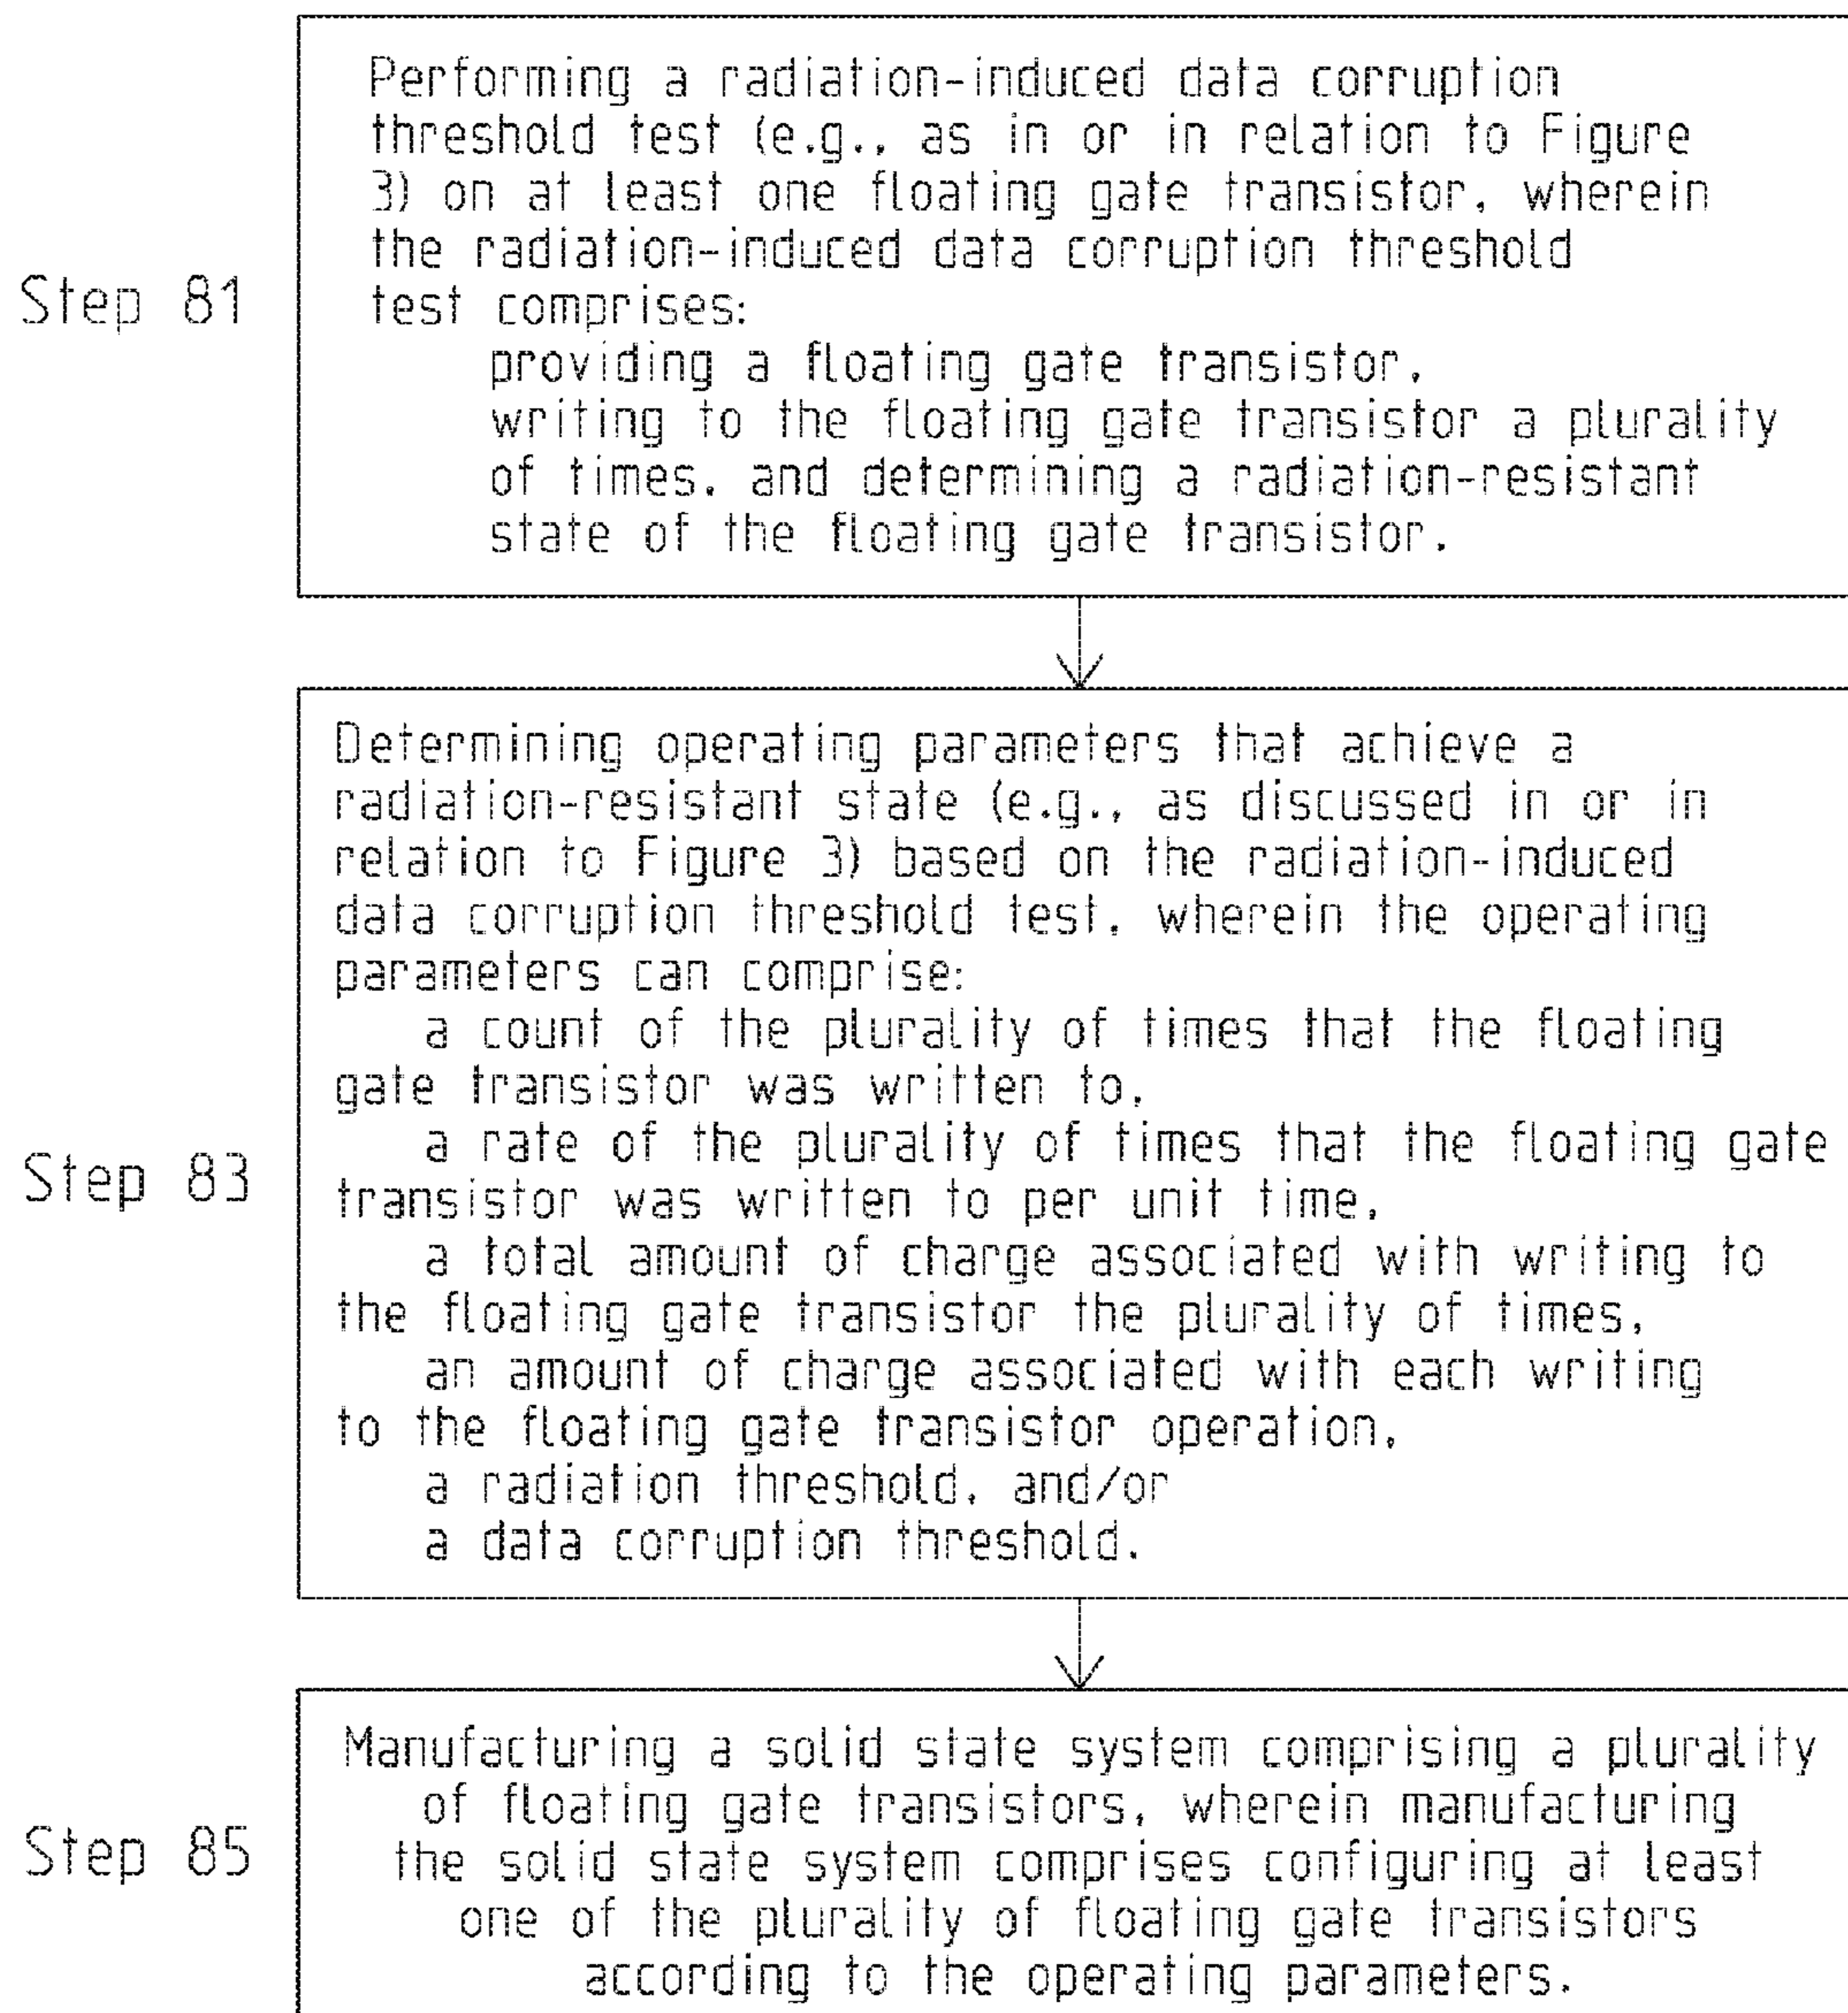 Performing a radiation-induced data corruption
threshold test (e.g., as in or in relation to Figure
3) on at least one floating gate transistor, wherein
the radiation-induced data corruption threshold
Step 81
test comprises:
providing a floating gate transistor,
writing to the floating gate transistor a plurality
of times, and determining a radiation-resistant
state of the floating gate transistor.
Determining operating parameters that achieve a
radiation-resistant state (e.g., as discussed in or in
relation to Figure 3) based on the radiation-induced
data corruption threshold test, wherein the operating
parameters can comprise:
a count of the plurality of times that the floating
gate transistor was written to,
a rate of the plurality of times that the floating gate
Step 83
transistor was written to per unit time,
a total amount of charge associated with writing to
the floating gate transistor the plurality of times,
an amount of charge associated with each writing
to the floating gate transistor operation,
a radiation threshold, and/or
a data corruption threshold.
Manufacturing a solid state system comprising a plurality
of floating gate transistors, wherein manufacturing
Step 85
the solid state system comprises configuring at least
one of the plurality of floating gate transistors
according to the operating parameters.